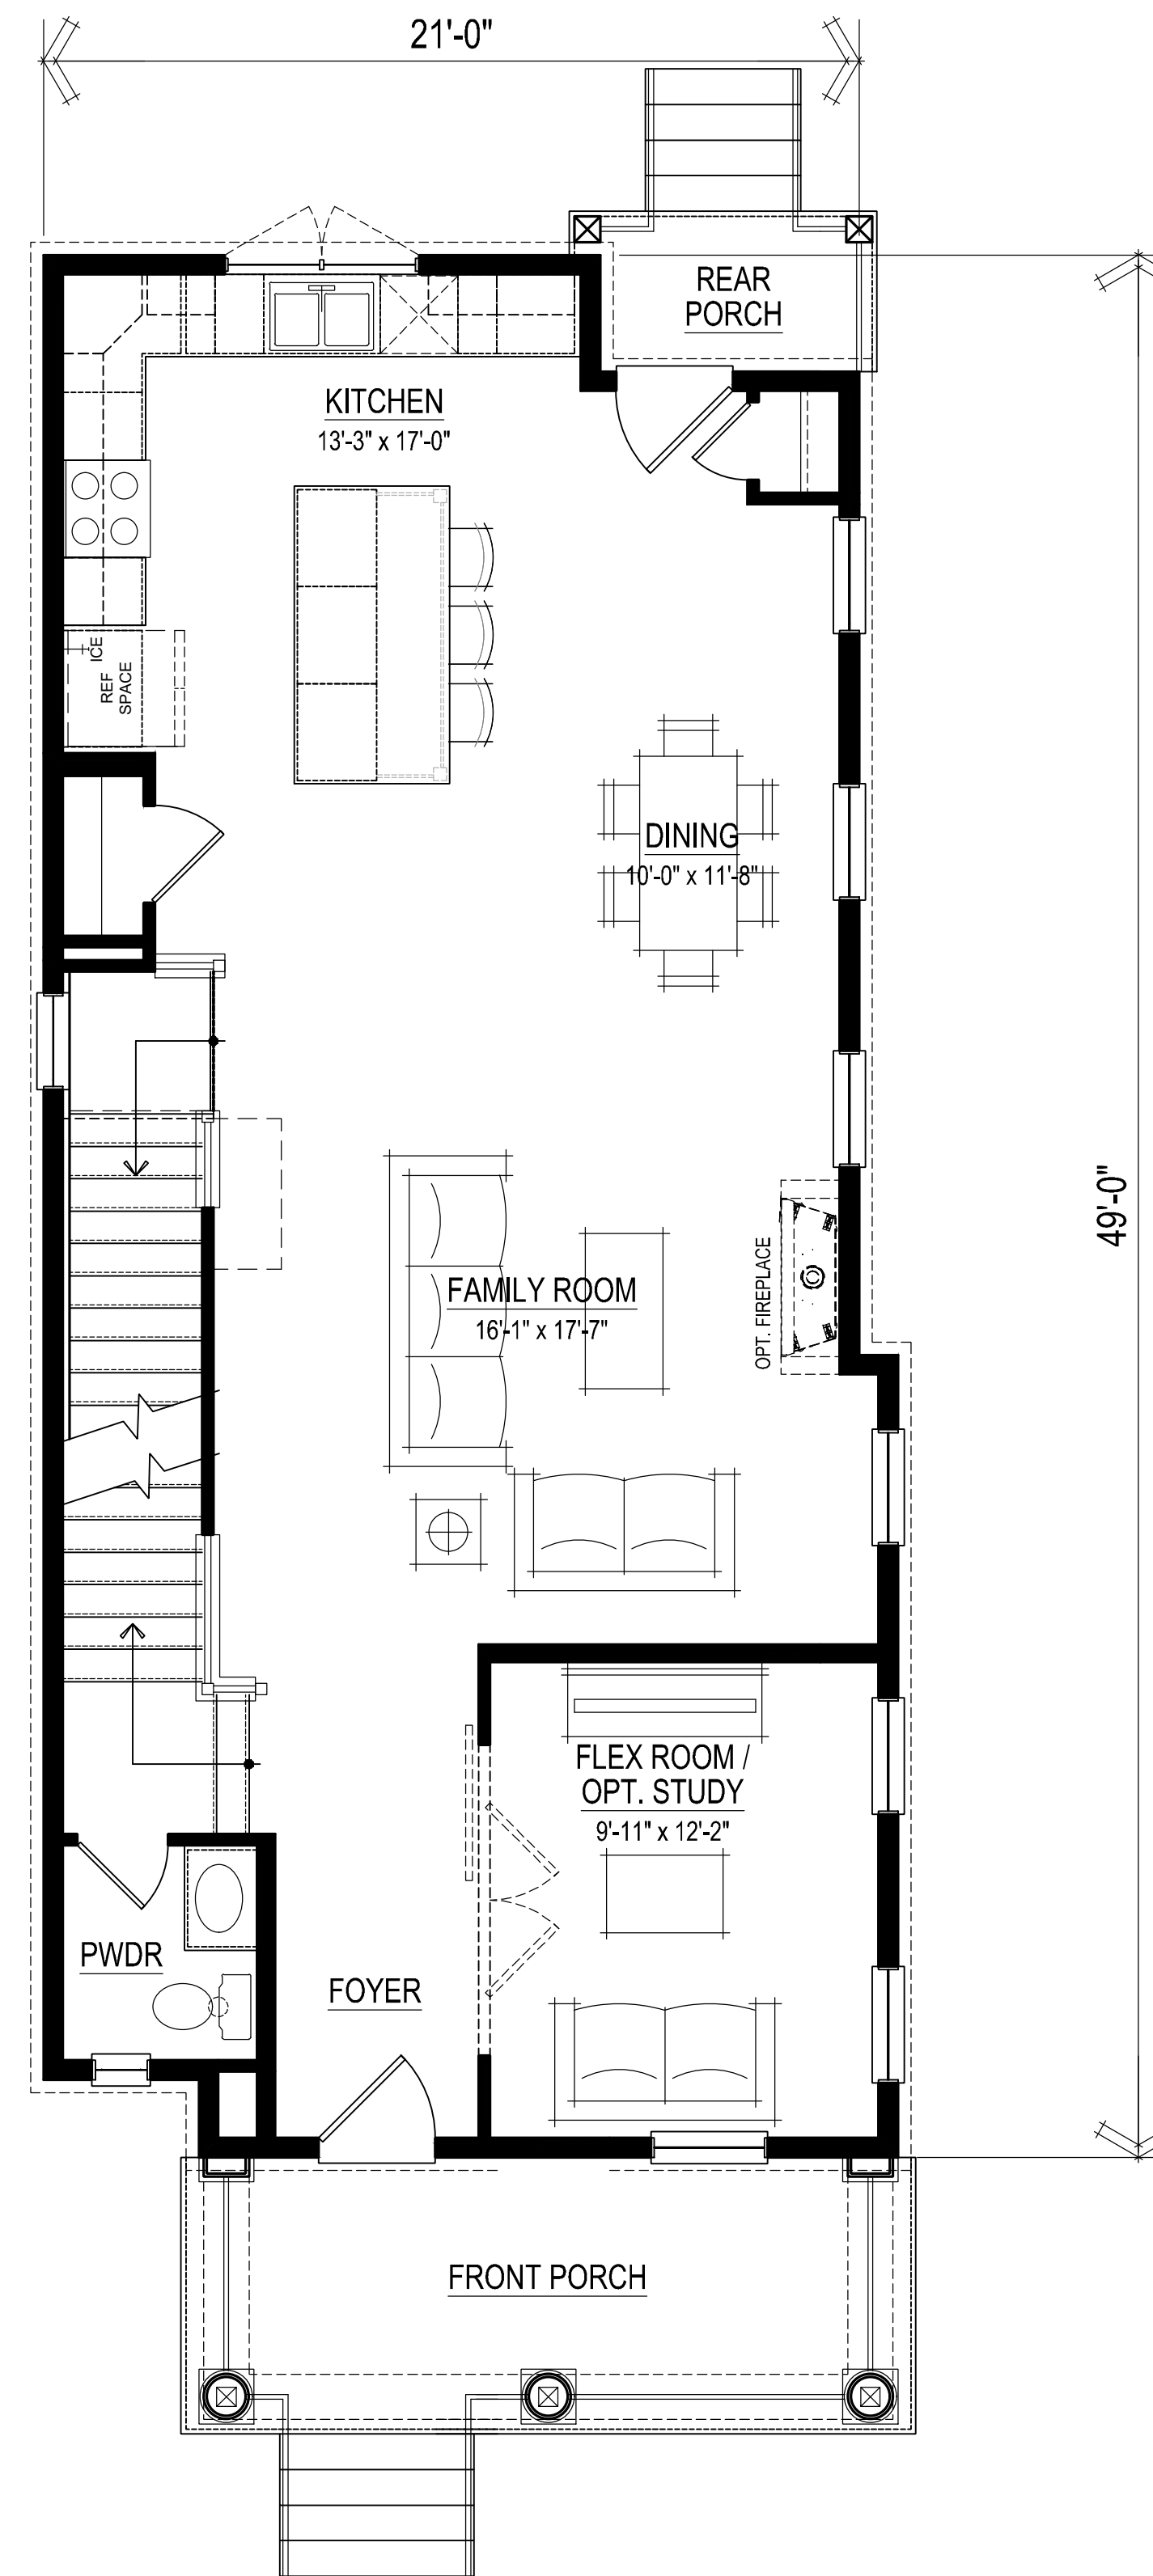 21'-0"
REAR
PORCH
KITCHEN
13'-3" x 17'-0"
ICE
REF
SPACE
DINING
10'-0" x 11'-8"
49'-0"
OPT. FIREPLACE
FAMILY ROOM
16'-1" x 17'-7"
FLEX ROOM /
OPT. STUDY
9'-11" x 12'-2"
PWDR
FOYER
FRONT PORCH